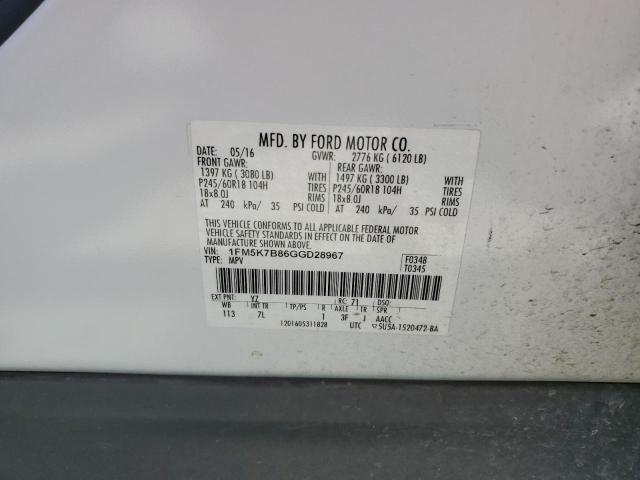 MFD. BY FORD MOTOR CO.
DATE: 05/16 GVWR: 2776 KG ( 6120 LB)
FRONT GAWR: REAR GAWR:
1397 KG ( 3080 LB) WITH 1497 KG ( 3300 LB) WITH
P245/60R18 104H TIRES P245/60R18 104H TIRES
18x8.0J RIMS 18x8.0J RIMS
AT 240 kPa/ 35 PSI COLD AT 240 kPa/ 35 PSI COLD
THIS VEHICLE CONFORMS TO ALL APPLICABLE FEDERAL MOTOR
VEHICLE SAFETY, BUMPER, AND THEFT PREVENTION STANDARDS
IN EFFECT ON THE DATE OF
MANUFACTURE SHOWN ABOVE.
VIN: 1FM5K7B86GGD28967 F0348
TYPE: MPV T0345
EXT PNT: YZ RC: 71 DSO:
WB INT TR TP/PS R AXLE TR SPR
113 7L 1 3F J AACC
1201605311828 UTC 5U5A-1520472-BA